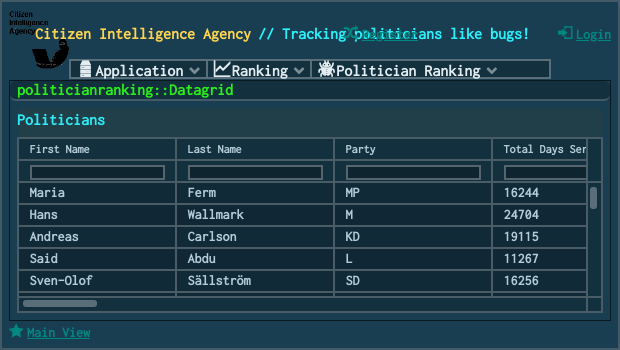 Citizen
Intelligence
Agency
Citizen Intelligence Agency // Tracking politicians like bugs!
Register
Login
Application
Ranking
Politician Ranking
politicianranking::Datagrid
Politicians
First Name Last Name Party Total Days Ser
Maria Ferm MP 16244
Hans Wallmark M 24704
Andreas Carlson KD 19115
Said Abdu L 11267
Sven-Olof Sällström SD 16256
Main View